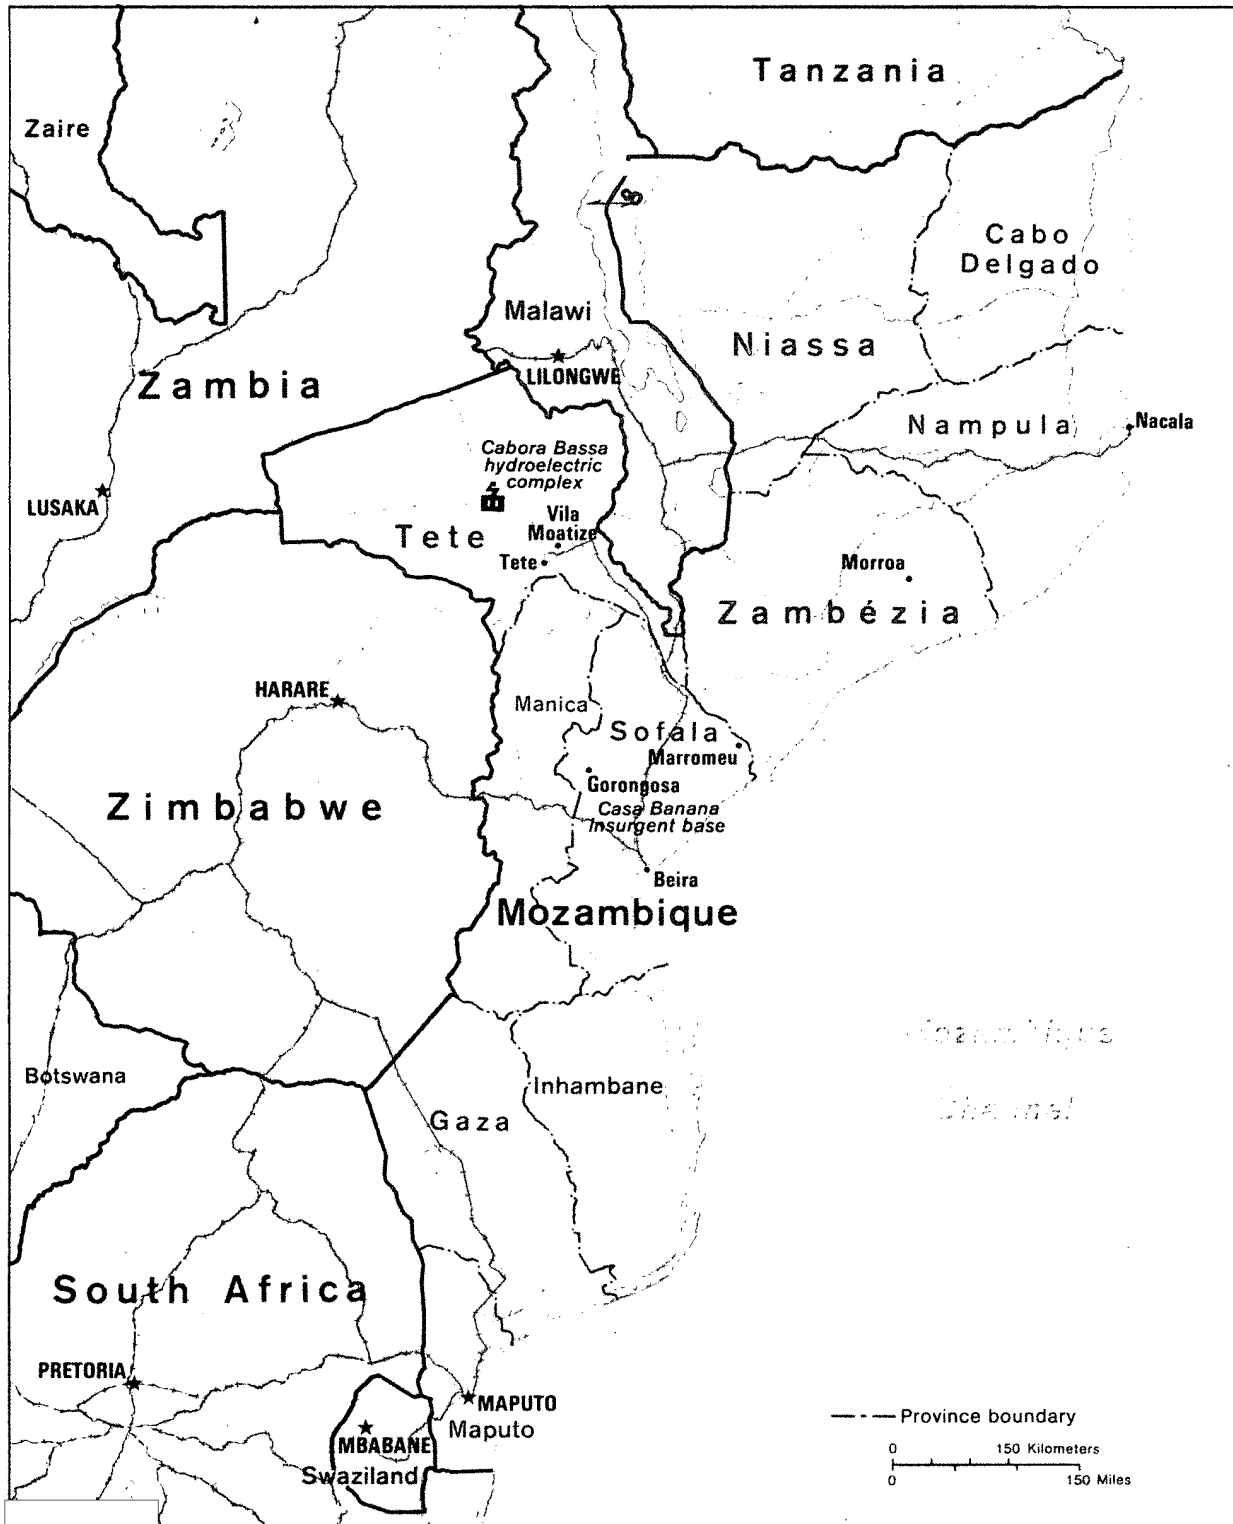 Tanzania
Zaire
Cabo
Delgado
Malawi
Niassa
LILONGWE
Zambia
Nampula
Nacala
Cabora Bassa
hydroelectric
complex
LUSAKA
Vila
Moatize
Tete
Tete
Morroa
Zambézia
HARARE
Manica
Sofala
Marromeu
Gorongosa
Zimbabwe
Casa Banana
insurgent base
Beira
Mozambique
Botswana
Inhambane
Gaza
South Africa
PRETORIA
MAPUTO
Maputo
MBABANE
Swaziland
Province boundary
0 150 Kilometers
0 150 Miles